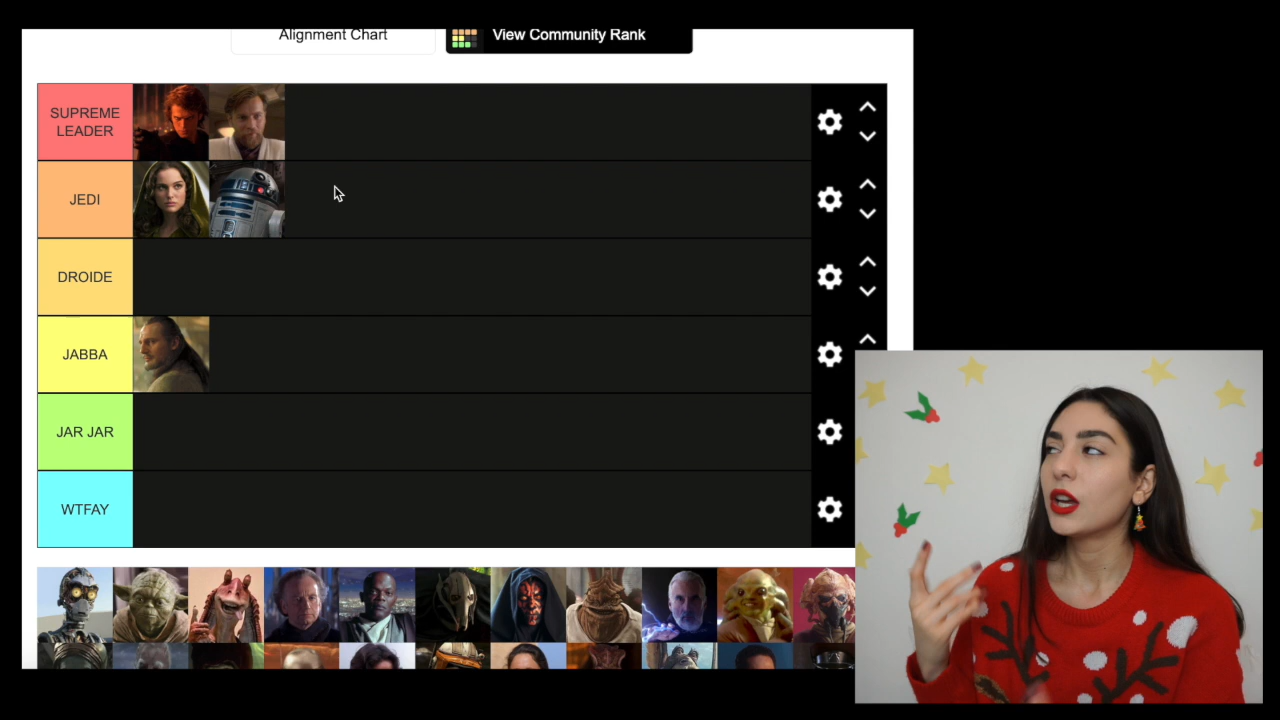 Alignment Chart
View Community Rank
SUPREME
LEADER
JEDI
DROIDE
JABBA
JAR JAR
WTFAY